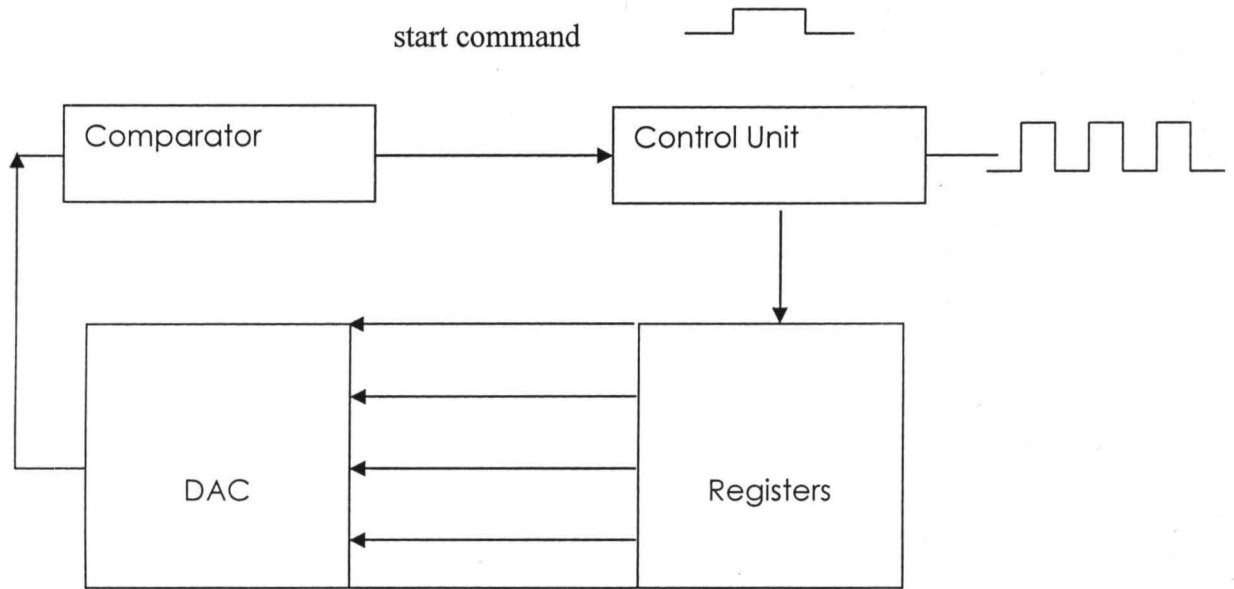 start command
Comparator
Control Unit
DAC
Registers